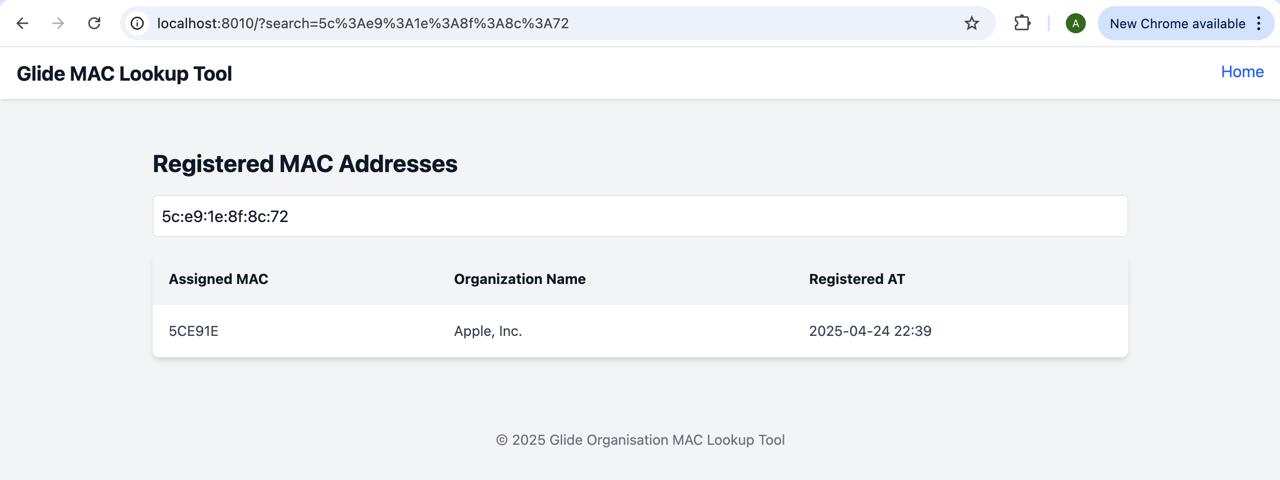 localhost:8010/?search=5c%3Ae9%3A1e%3A8f%3A8c%3A72
A
New Chrome available
Glide MAC Lookup Tool
Home
Registered MAC Addresses
5c:e9:1e:8f:8c:72
Assigned MAC Organization Name Registered AT
5CE91E Apple, Inc. 2025-04-24 22:39
© 2025 Glide Organisation MAC Lookup Tool